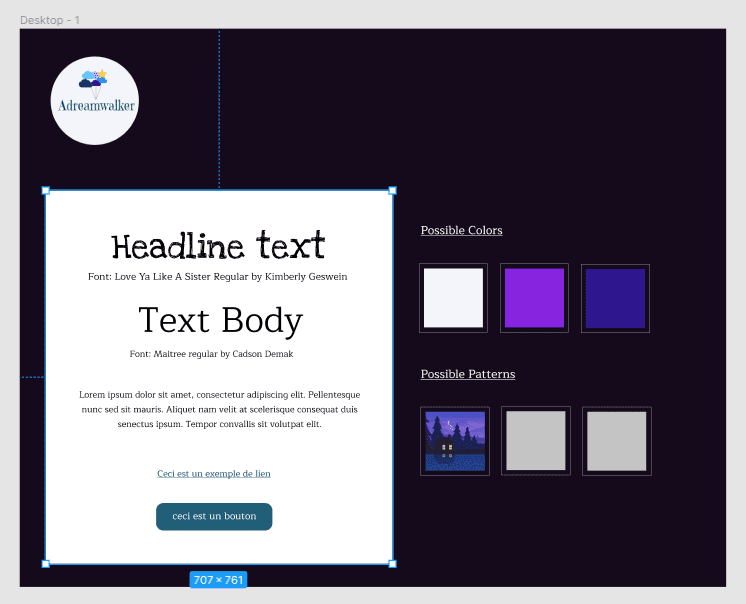 Desktop - 1
Adreamwalker
Headline text
Font: Love Ya Like A Sister Regular by Kimberly Geswein
Text Body
Font: Maitree regular by Cadson Demak
Lorem ipsum dolor sit amet, consectetur adipiscing elit. Pellentesque
nunc sed sit mauris. Aliquet nam velit at scelerisque consequat duis
senectus ipsum. Tempor convallis sit volutpat elit.
Ceci est un exemple de lien
ceci est un bouton
707 × 761
Possible Colors
Possible Patterns